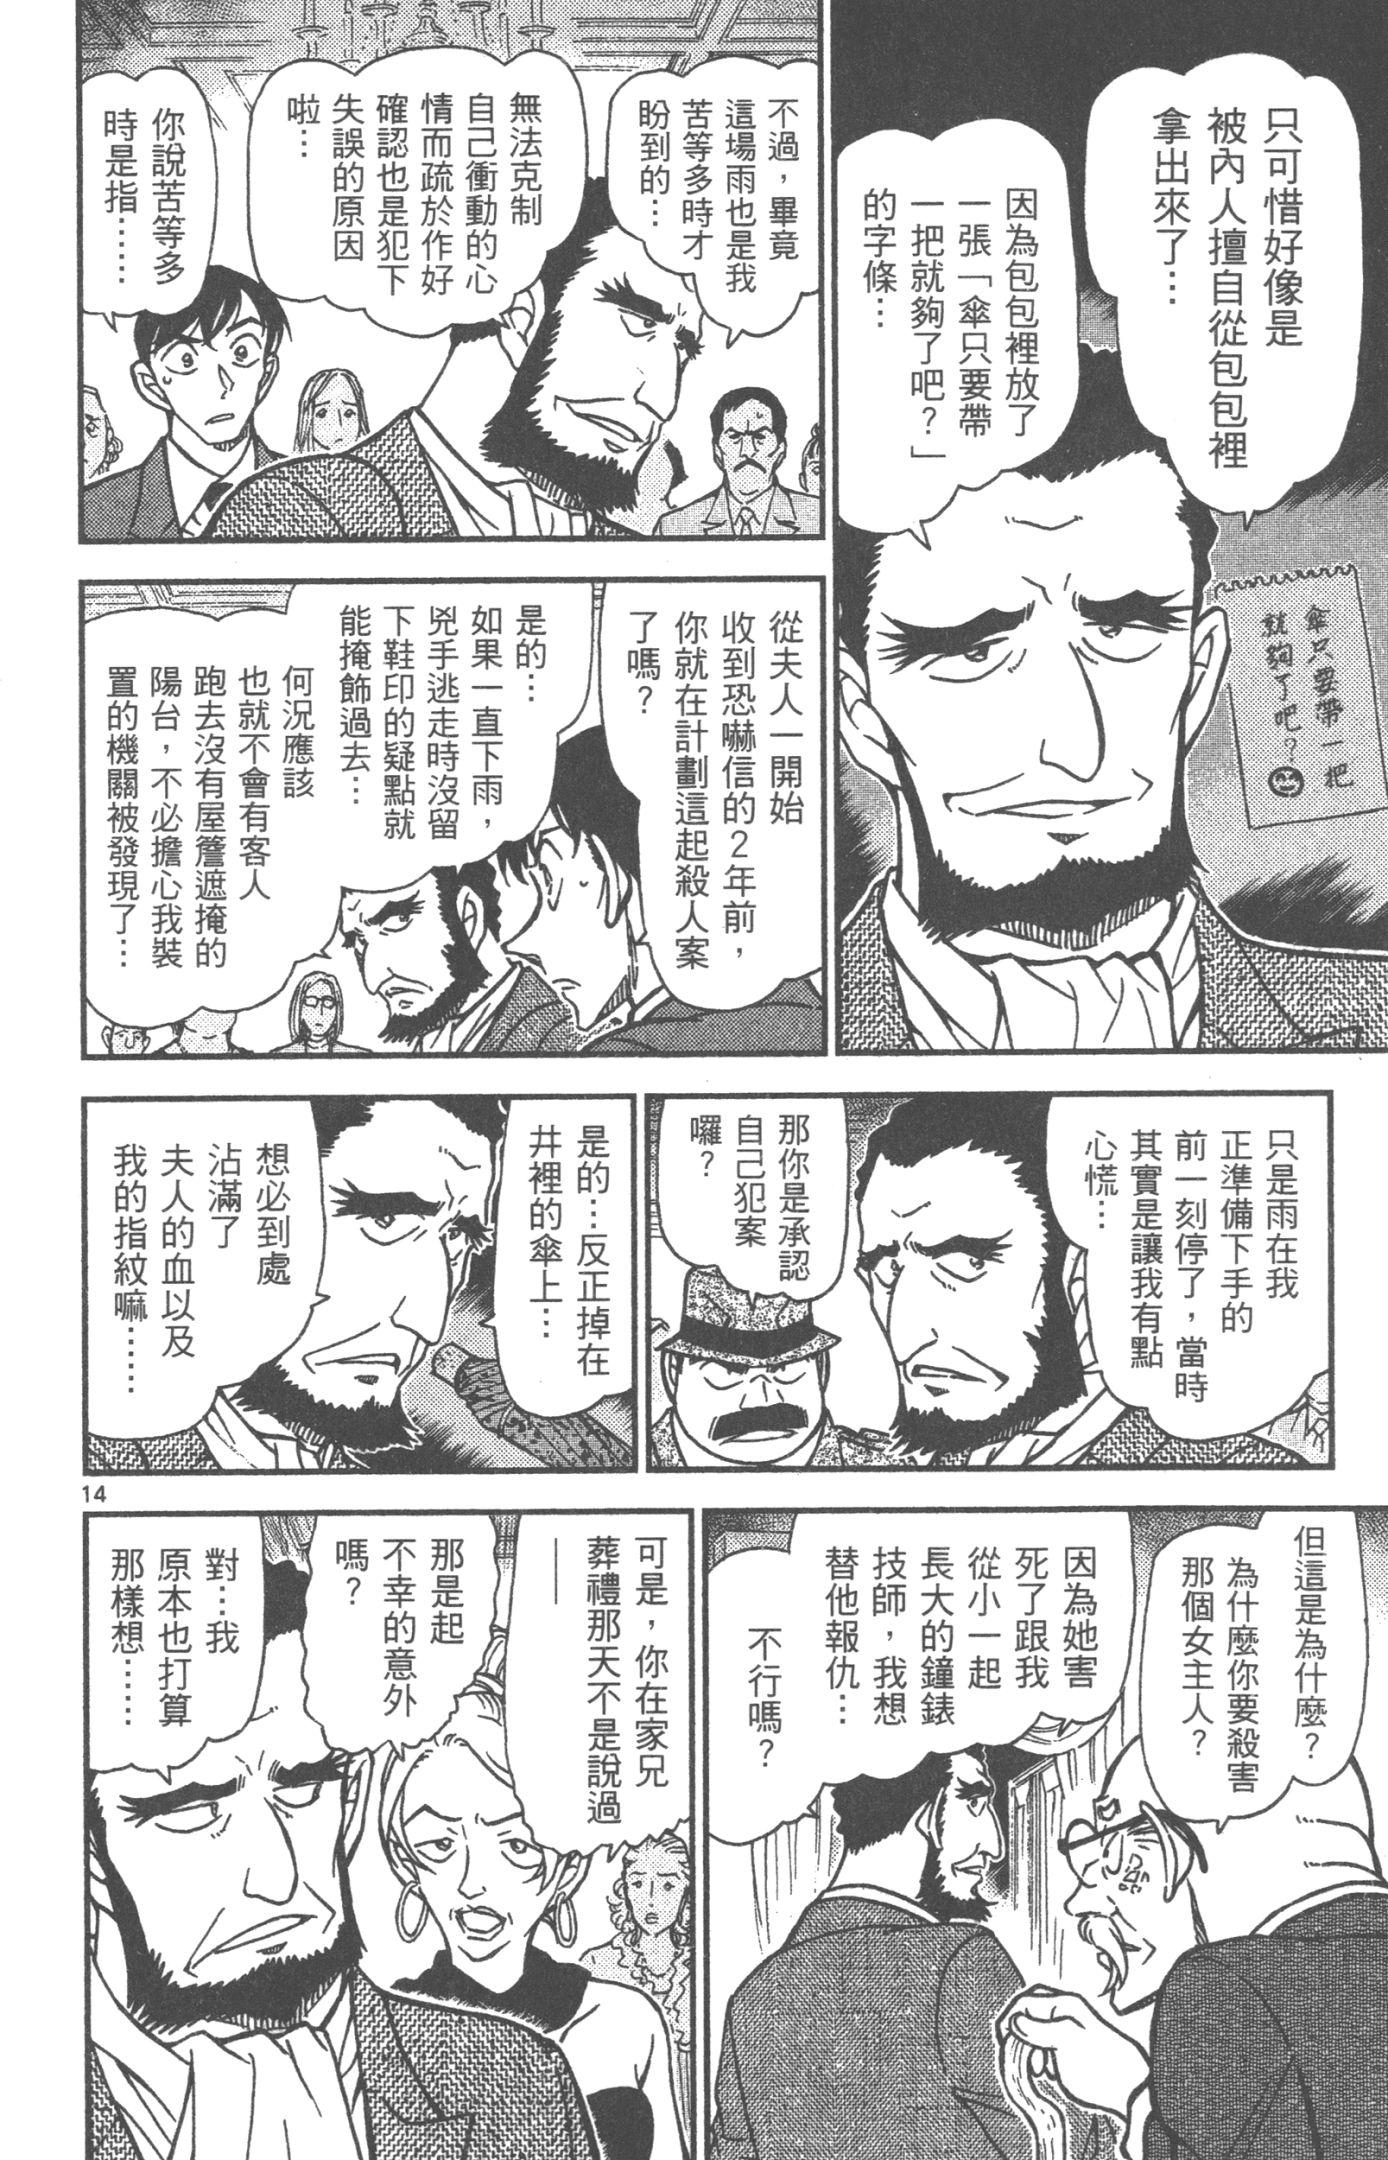 只可惜好像是
被內人擅自從包包裡
拿出來了…
因為包包裡放了
一張「傘只要帶
一把就夠了吧？」
的字條…
傘只要帶一把
就夠了吧？
不過，畢竟
這場雨也是我
苦等多時才
盼到的…
無法克制
自己衝動的心
情而疏於作好
確認也是犯下
失誤的原因
啦…
你說苦等多
時是指……
從夫人一開始
收到恐嚇信的2年前，
你就在計劃這起殺人案
了嗎？
是的…
如果一直下雨，
兇手逃走時沒留
下鞋印的疑點就
能掩飾過去…
何況應該
也就不會有客人
跑去沒有屋簷遮掩的
陽台，不必擔心我裝
置的機關被發現了…
只是雨在我
正準備下手的
前一刻停了，當時
其實是讓我有點
心慌…
那你是承認
自己犯案
囉？
是的…反正掉在
井裡的傘上…
想必到處
沾滿了
夫人的血以及
我的指紋嘛……
14
但這是為什麼？
為什麼你要殺害
那個女主人？
因為她害
死了跟我
從小一起
長大的鐘錶
技師，我想
替他報仇…
不行嗎？
可是，你在家兄
葬禮那天不是說過
——
那是起
不幸的意外
嗎？
對…我
原本也打算
那樣想……